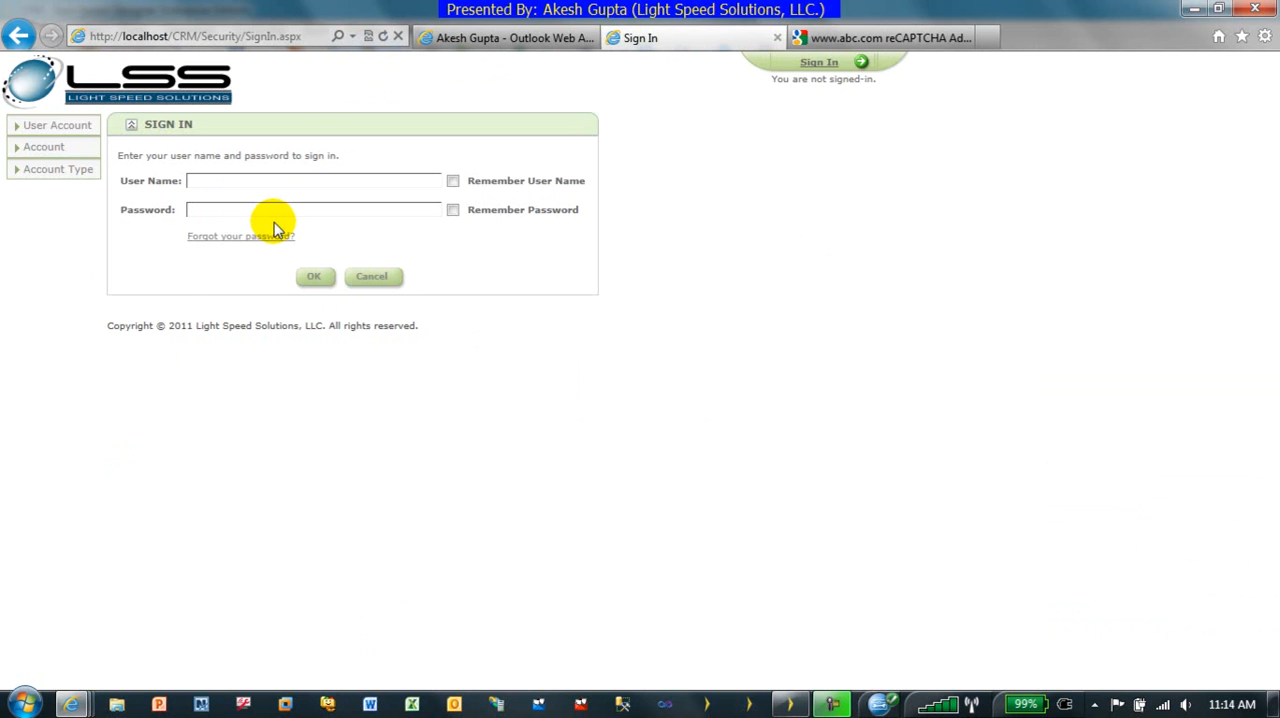 Presented By: Akesh Gupta (Light Speed Solutions, LLC.)
http://localhost/CRM/Security/SignIn.aspx
Akesh Gupta - Outlook Web A...
Sign In
www.abc.com reCAPTCHA Ad...
LSS
LIGHT SPEED SOLUTIONS
Sign In
You are not signed-in.
User Account
Account
Account Type
SIGN IN
Enter your user name and password to sign in.
User Name:
Remember User Name
Password:
Remember Password
Forgot your password?
OK
Cancel
Copyright © 2011 Light Speed Solutions, LLC. All rights reserved.
99%
11:14 AM